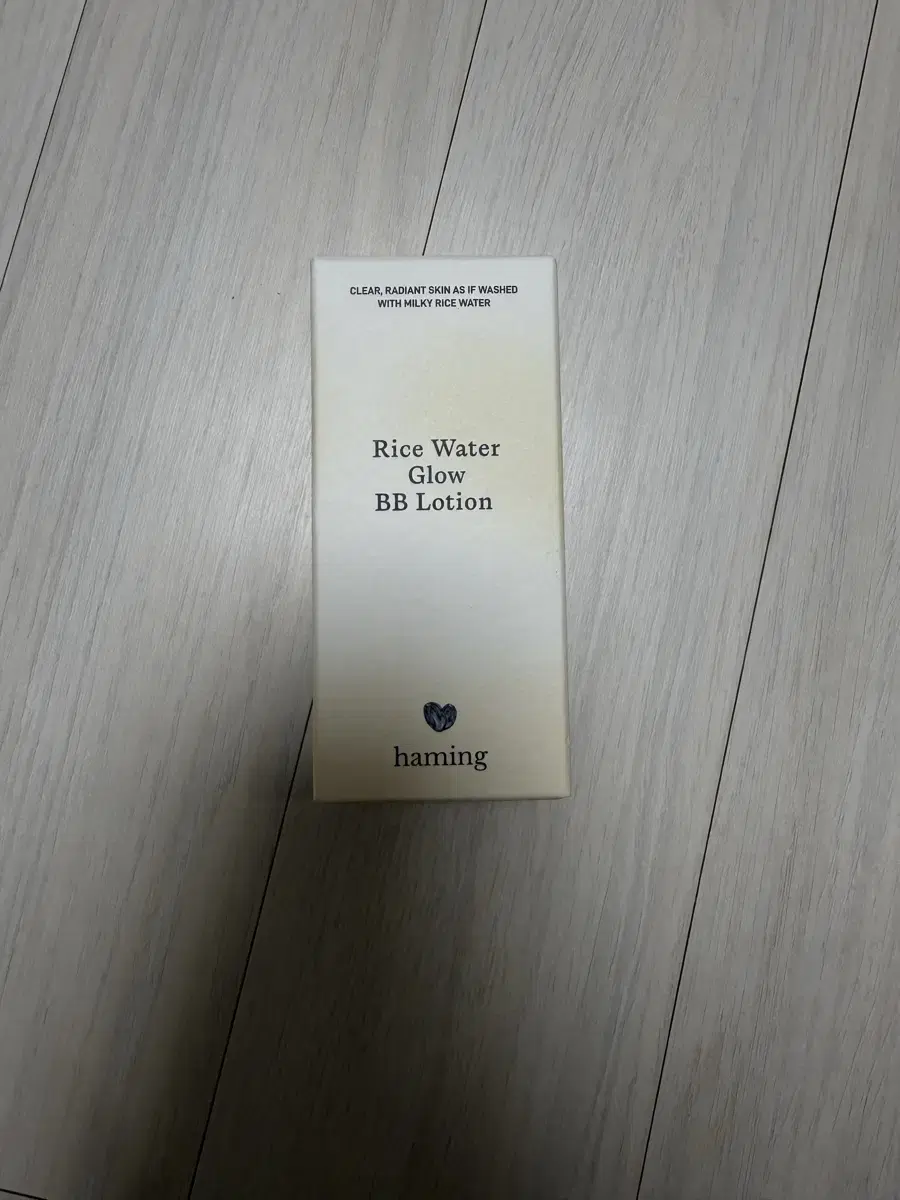 CLEAR, RADIANT SKIN AS IF WASHED
WITH MILKY RICE WATER
Rice Water
Glow
BB Lotion
haming